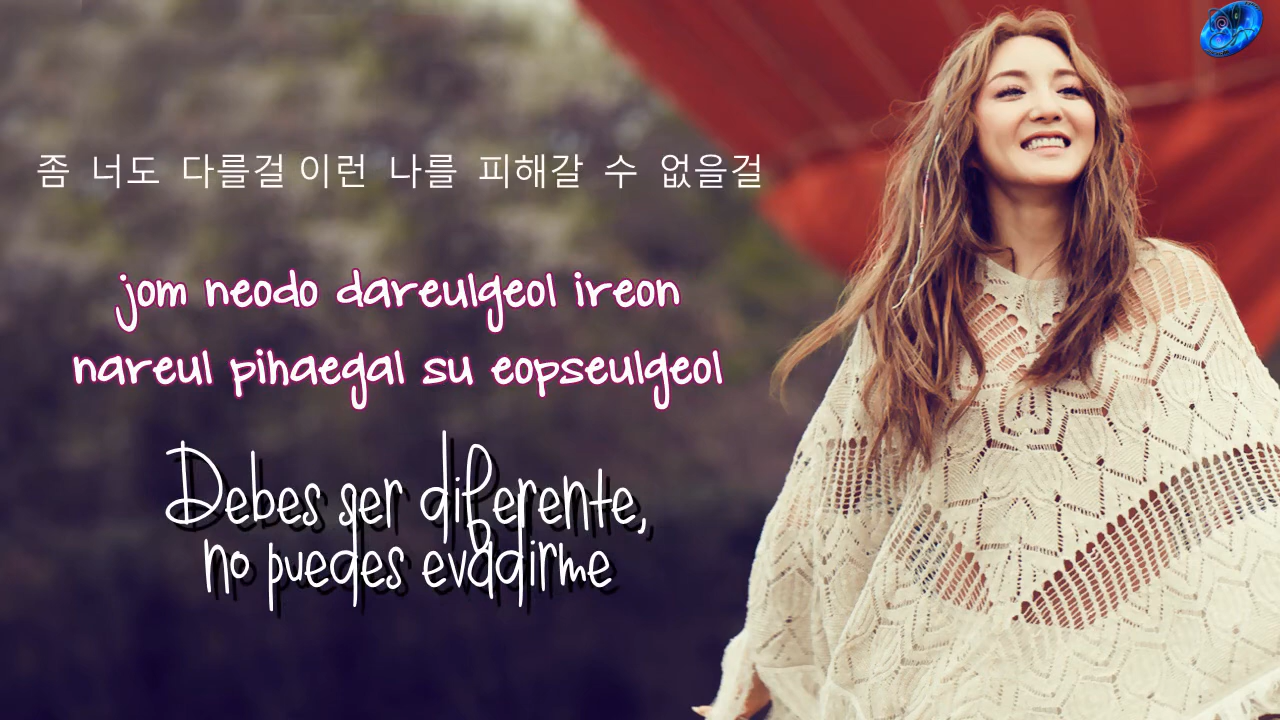 좀 너도 다를걸 이런 나를 피해갈 수 없을걸
jom neodo dareulgeol ireon
nareul pihaegal su eopseulgeol
Debes ser diferente,
no puedes evadirme